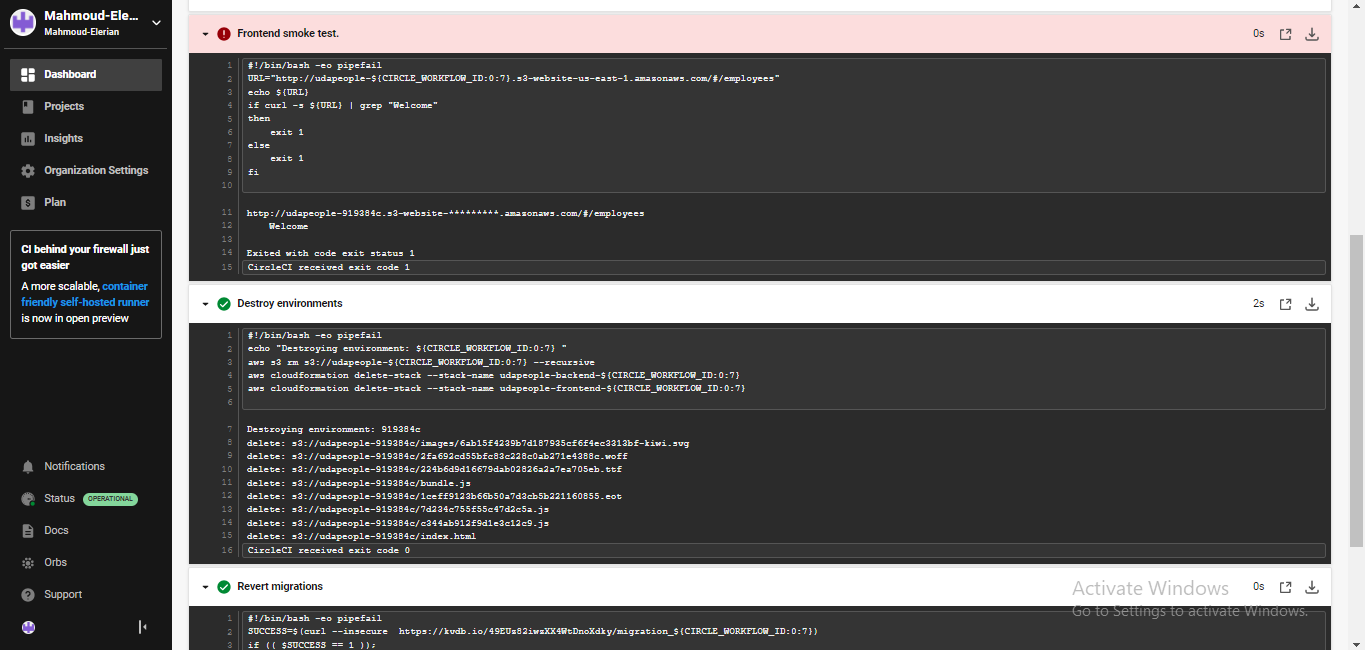 Mahmoud-Ele...
Mahmoud-Elerian
Dashboard
Projects
Insights
Organization Settings
Plan
CI behind your firewall just
got easier
A more scalable, container
friendly self-hosted runner
is now in open preview
Notifications
Status OPERATIONAL
Docs
Orbs
Support
Frontend smoke test. 0s
1 #!/bin/bash -eo pipefail
2 URL="http://udapeople-${CIRCLE_WORKFLOW_ID:0:7}.s3-website-us-east-1.amazonaws.com/#/employees"
3 echo ${URL}
4 if curl -s ${URL} | grep "Welcome"
5 then
6 exit 1
7 else
8 exit 1
9 fi
10
11 http://udapeople-919384c.s3-website-*********.amazonaws.com/#/employees
12 Welcome
13
14 Exited with code exit status 1
15 CircleCI received exit code 1
Destroy environments 2s
1 #!/bin/bash -eo pipefail
2 echo "Destroying environment: ${CIRCLE_WORKFLOW_ID:0:7} "
3 aws s3 rm s3://udapeople-${CIRCLE_WORKFLOW_ID:0:7} --recursive
4 aws cloudformation delete-stack --stack-name udapeople-backend-${CIRCLE_WORKFLOW_ID:0:7}
5 aws cloudformation delete-stack --stack-name udapeople-frontend-${CIRCLE_WORKFLOW_ID:0:7}
6
7 Destroying environment: 919384c
8 delete: s3://udapeople-919384c/images/6ab15f4239b7d187935cf6f4ec3313bf-kiwi.svg
9 delete: s3://udapeople-919384c/2fa692cd55bfc83c228c0ab271e4388c.woff
10 delete: s3://udapeople-919384c/224b6d9d16679dab02826a2a7ea705eb.ttf
11 delete: s3://udapeople-919384c/bundle.js
12 delete: s3://udapeople-919384c/1ceff9123b66b50a7d3cb5b221160855.eot
13 delete: s3://udapeople-919384c/7d234c755f55c47d2c5a.js
14 delete: s3://udapeople-919384c/c344ab912f9d1e3c12c9.js
15 delete: s3://udapeople-919384c/index.html
16 CircleCI received exit code 0
Revert migrations 0s
1 #!/bin/bash -eo pipefail
2 SUCCESS=$(curl --insecure https://kvdb.io/49EUz82iwzXX4WtDnoXdky/migration_${CIRCLE_WORKFLOW_ID:0:7})
3 if (( $SUCCESS == 1 ));
Activate Windows
Go to Settings to activate Windows.